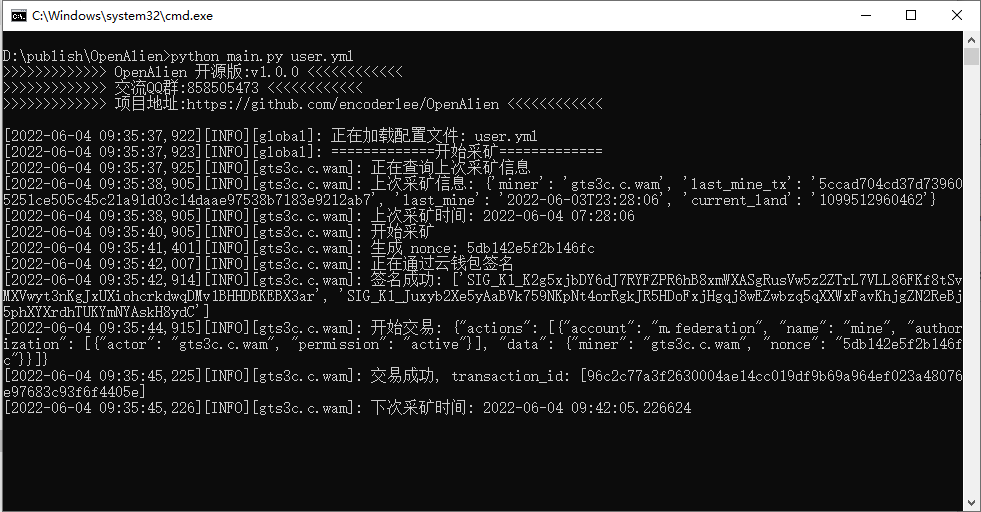 C:\Windows\system32\cmd.exe
D:\publish\OpenAlien>python main.py user.yml
>>>>>>>>>>>>> OpenAlien 开源版:v1.0.0 <<<<<<<<<<<<
>>>>>>>>>>>>> 交流QQ群:858505473 <<<<<<<<<<<<
>>>>>>>>>>>>> 项目地址:https://github.com/encoderlee/OpenAlien <<<<<<<<<<<<
[2022-06-04 09:35:37,922][INFO][global]: 正在加载配置文件: user.yml
[2022-06-04 09:35:37,923][INFO][global]: =============开始采矿=============
[2022-06-04 09:35:37,925][INFO][gts3c.c.wam]: 正在查询上次采矿信息
[2022-06-04 09:35:38,905][INFO][gts3c.c.wam]: 上次采矿信息: {'miner': 'gts3c.c.wam', 'last_mine_tx': '5ccad704cd37d73960
5251ce505c45c21a91d03c14daae97538b7183e9212ab7', 'last_mine': '2022-06-03T23:28:06', 'current_land': '1099512960462'}
[2022-06-04 09:35:38,905][INFO][gts3c.c.wam]: 上次采矿时间: 2022-06-04 07:28:06
[2022-06-04 09:35:40,905][INFO][gts3c.c.wam]: 开始采矿
[2022-06-04 09:35:41,401][INFO][gts3c.c.wam]: 生成 nonce: 5db142e5f2b146fc
[2022-06-04 09:35:42,007][INFO][gts3c.c.wam]: 正在通过云钱包签名
[2022-06-04 09:35:42,914][INFO][gts3c.c.wam]: 签名成功: ['SIG_K1_K2g5xjbDY6dJ7RYFZPR6hB8xmWXASgRusVw5z2ZTrL7VLL86FKf8tSv
MXVwyt3nKgJxUXiohcrkdwqDMv1BHHDBKEBX3ar', 'SIG_K1_Juxyb2Xe5yAaBVk759NKpNt4orRgkJR5HDoFxjHgqj8wEZwbzq5qXXWxFavKhjgZN2ReBj
5phXYXrdhTUKYmNYAskH8ydC']
[2022-06-04 09:35:44,915][INFO][gts3c.c.wam]: 开始交易: {"actions": [{"account": "m.federation", "name": "mine", "author
ization": [{"actor": "gts3c.c.wam", "permission": "active"}], "data": {"miner": "gts3c.c.wam", "nonce": "5db142e5f2b146f
c"}}]}
[2022-06-04 09:35:45,225][INFO][gts3c.c.wam]: 交易成功, transaction_id: [96c2c77a3f2630004ae14cc019df9b69a964ef023a48076
e97683c93f6f4405e]
[2022-06-04 09:35:45,226][INFO][gts3c.c.wam]: 下次采矿时间: 2022-06-04 09:42:05.226624